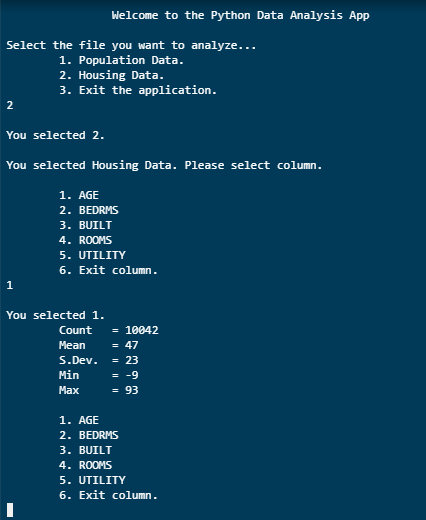 Welcome to the Python Data Analysis App
Select the file you want to analyze...
1. Population Data.
2. Housing Data.
3. Exit the application.
2
You selected 2.
You selected Housing Data. Please select column.
1. AGE
2. BEDRMS
3. BUILT
4. ROOMS
5. UTILITY
6. Exit column.
1
You selected 1.
Count = 10042
Mean = 47
S.Dev. = 23
Min = -9
Max = 93
1. AGE
2. BEDRMS
3. BUILT
4. ROOMS
5. UTILITY
6. Exit column.